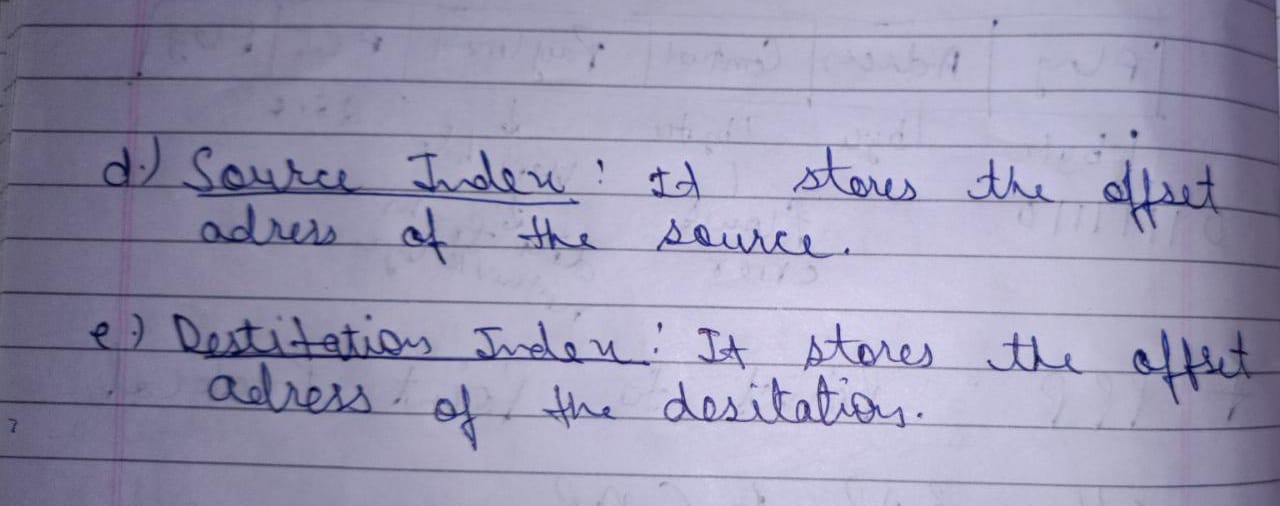 d.) Source Index : It stores the offset
adress of the source.
e.) Destitation Index : It stores the offset
adress of the desitation.